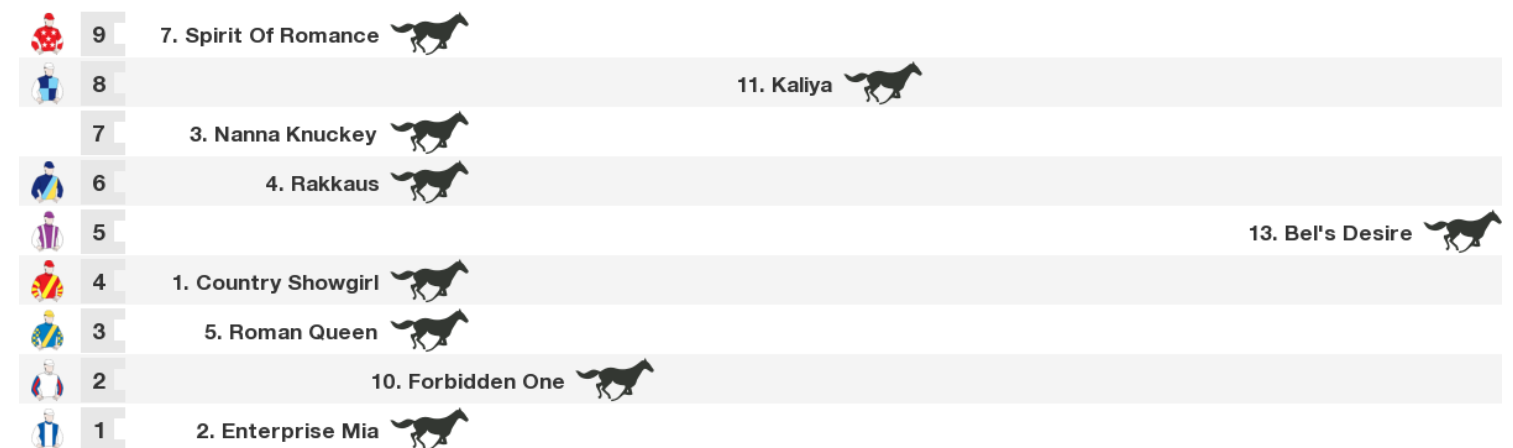 9 7. Spirit Of Romance
8 11. Kaliya
7 3. Nanna Knuckey
6 4. Rakkaus
5 13. Bel's Desire
4 1. Country Showgirl
3 5. Roman Queen
2 10. Forbidden One
1 2. Enterprise Mia